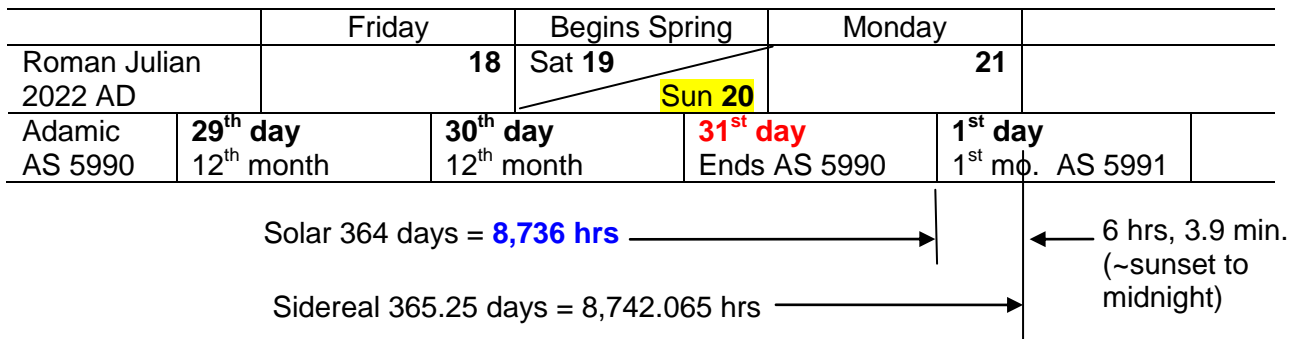 Friday Begins Spring Monday
Roman Julian 18 Sat 19 21
2022 AD Sun 20
Adamic 29th day 30th day 31st day 1st day
AS 5990 12th month 12th month Ends AS 5990 1st mo. AS 5991
Solar 364 days = 8,736 hrs
6 hrs, 3.9 min.
(~sunset to
midnight)
Sidereal 365.25 days = 8,742.065 hrs